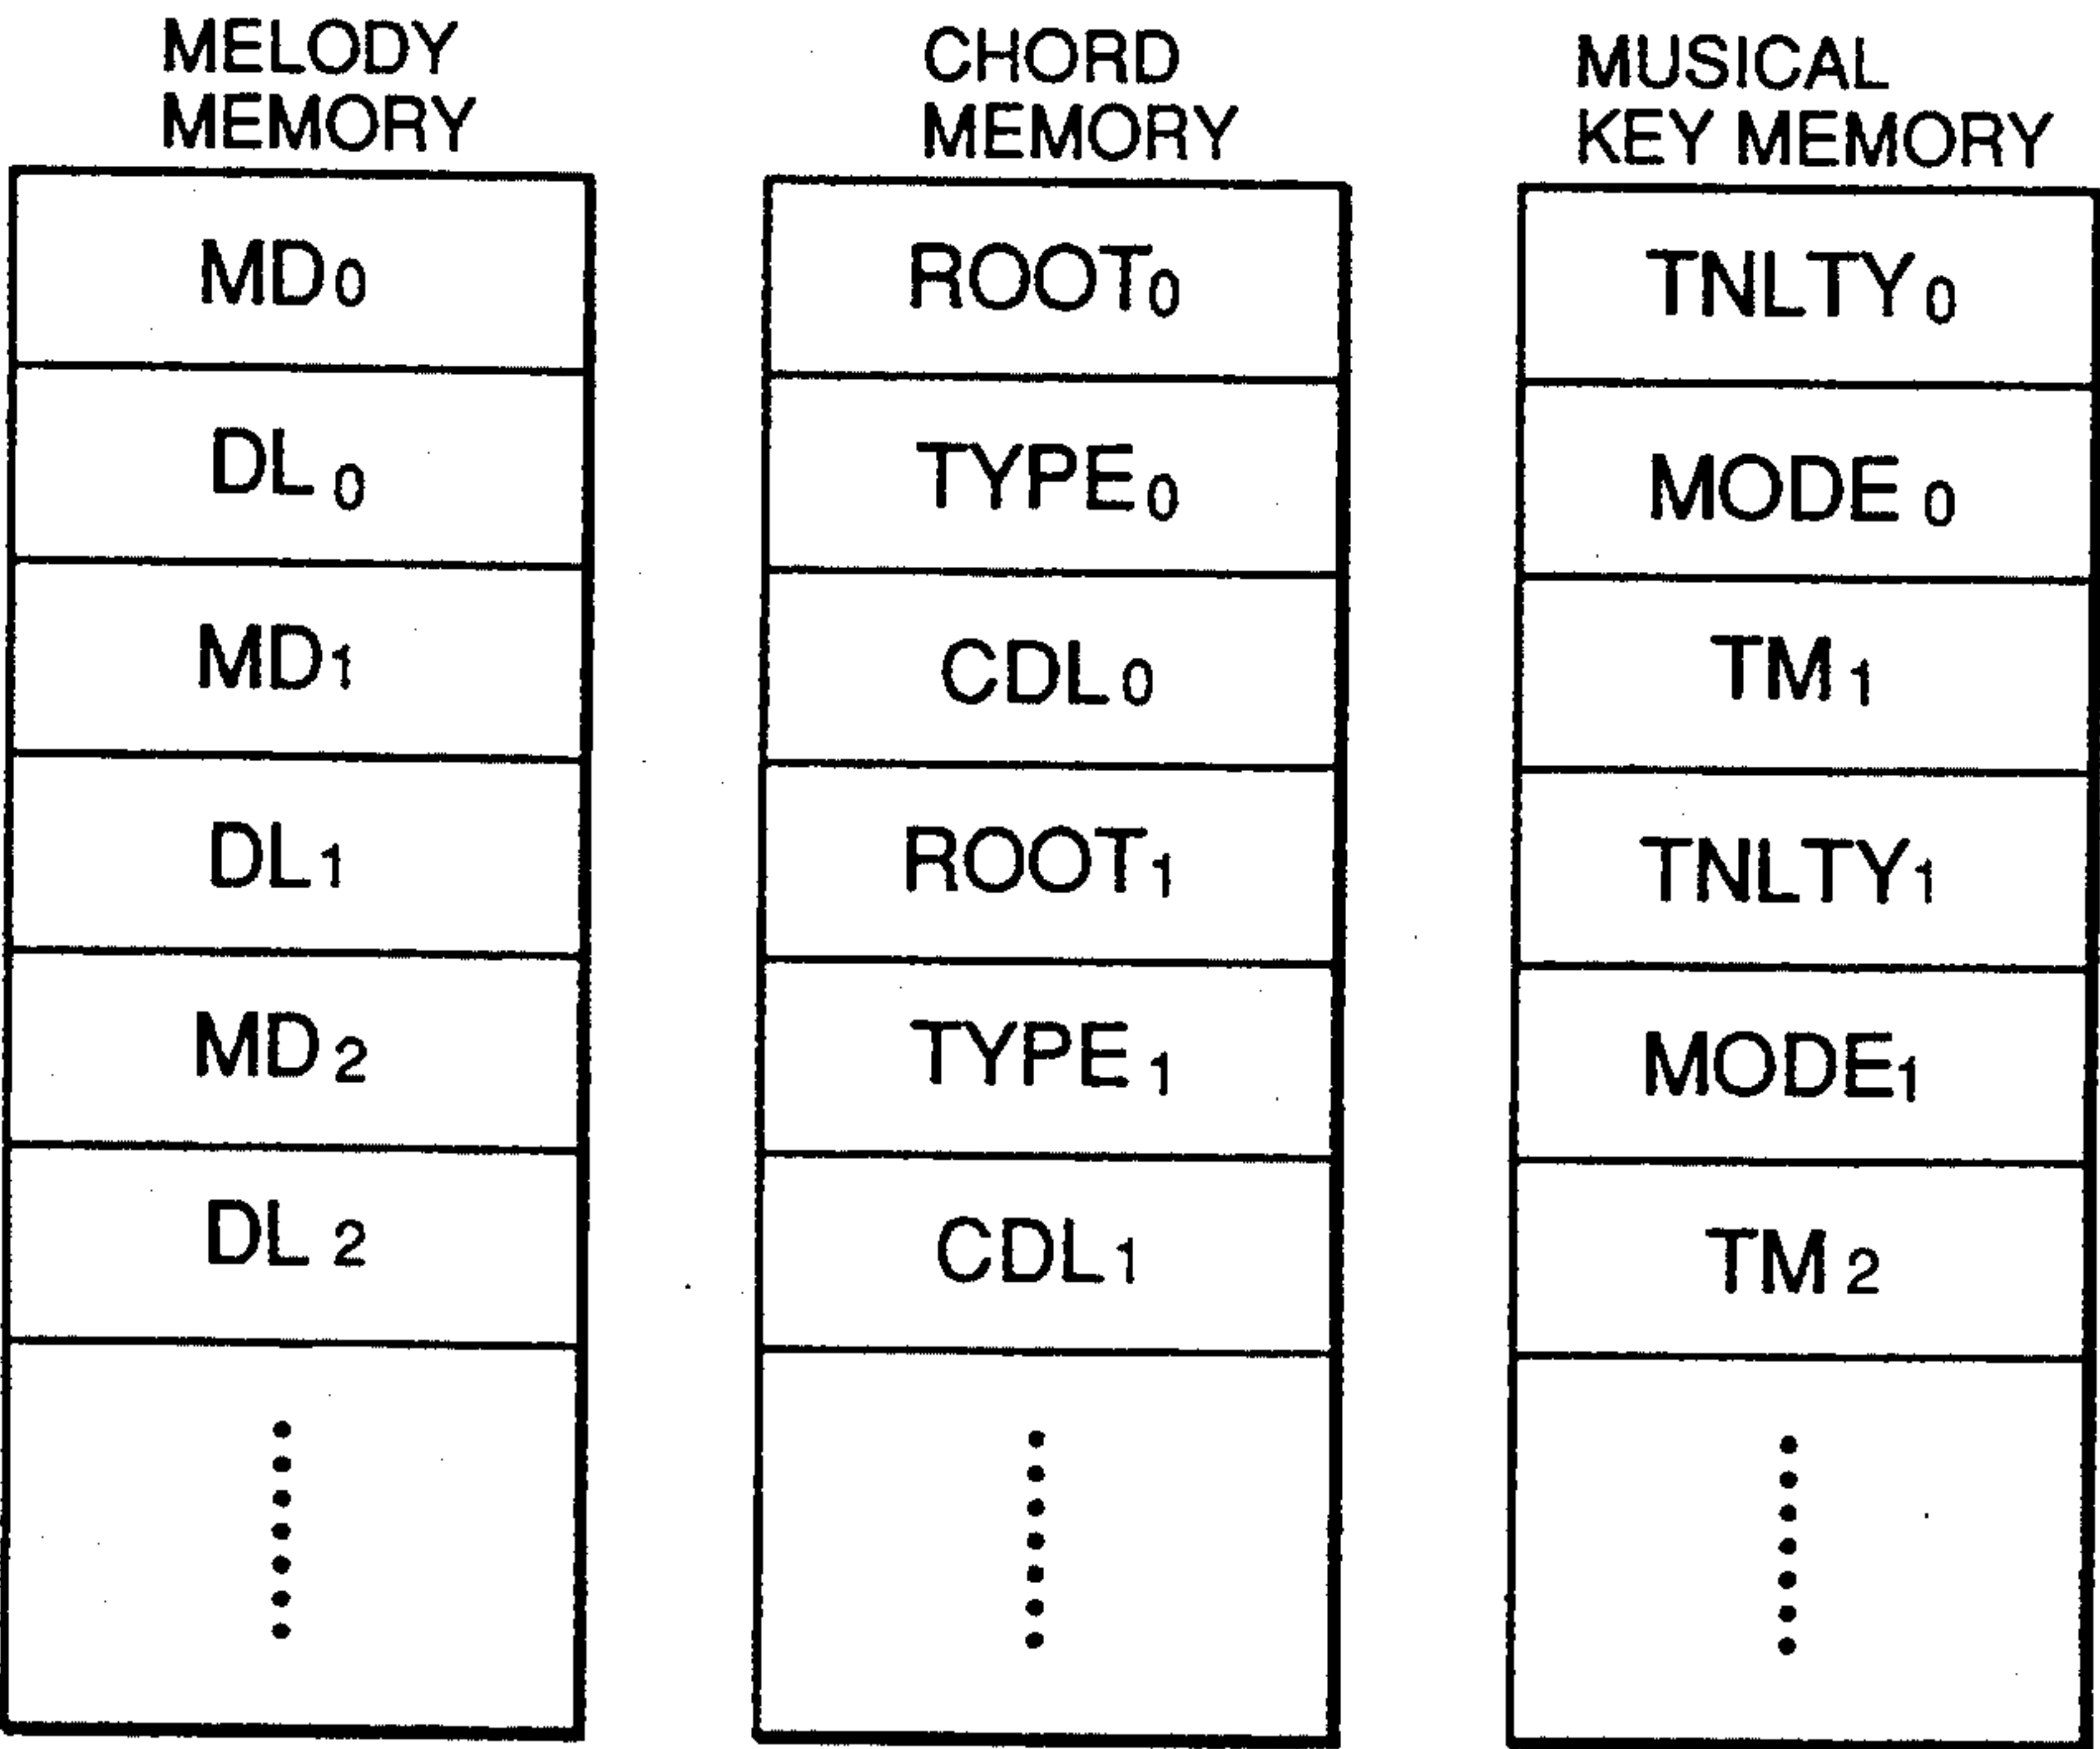 MELODY
MEMORY
MD0
DL0
MD1
DL1
MD2
DL2
CHORD
MEMORY
ROOT0
TYPE0
CDL0
ROOT1
TYPE1
CDL1
MUSICAL
KEY MEMORY
TNLTY0
MODE0
TM1
TNLTY1
MODE1
TM2